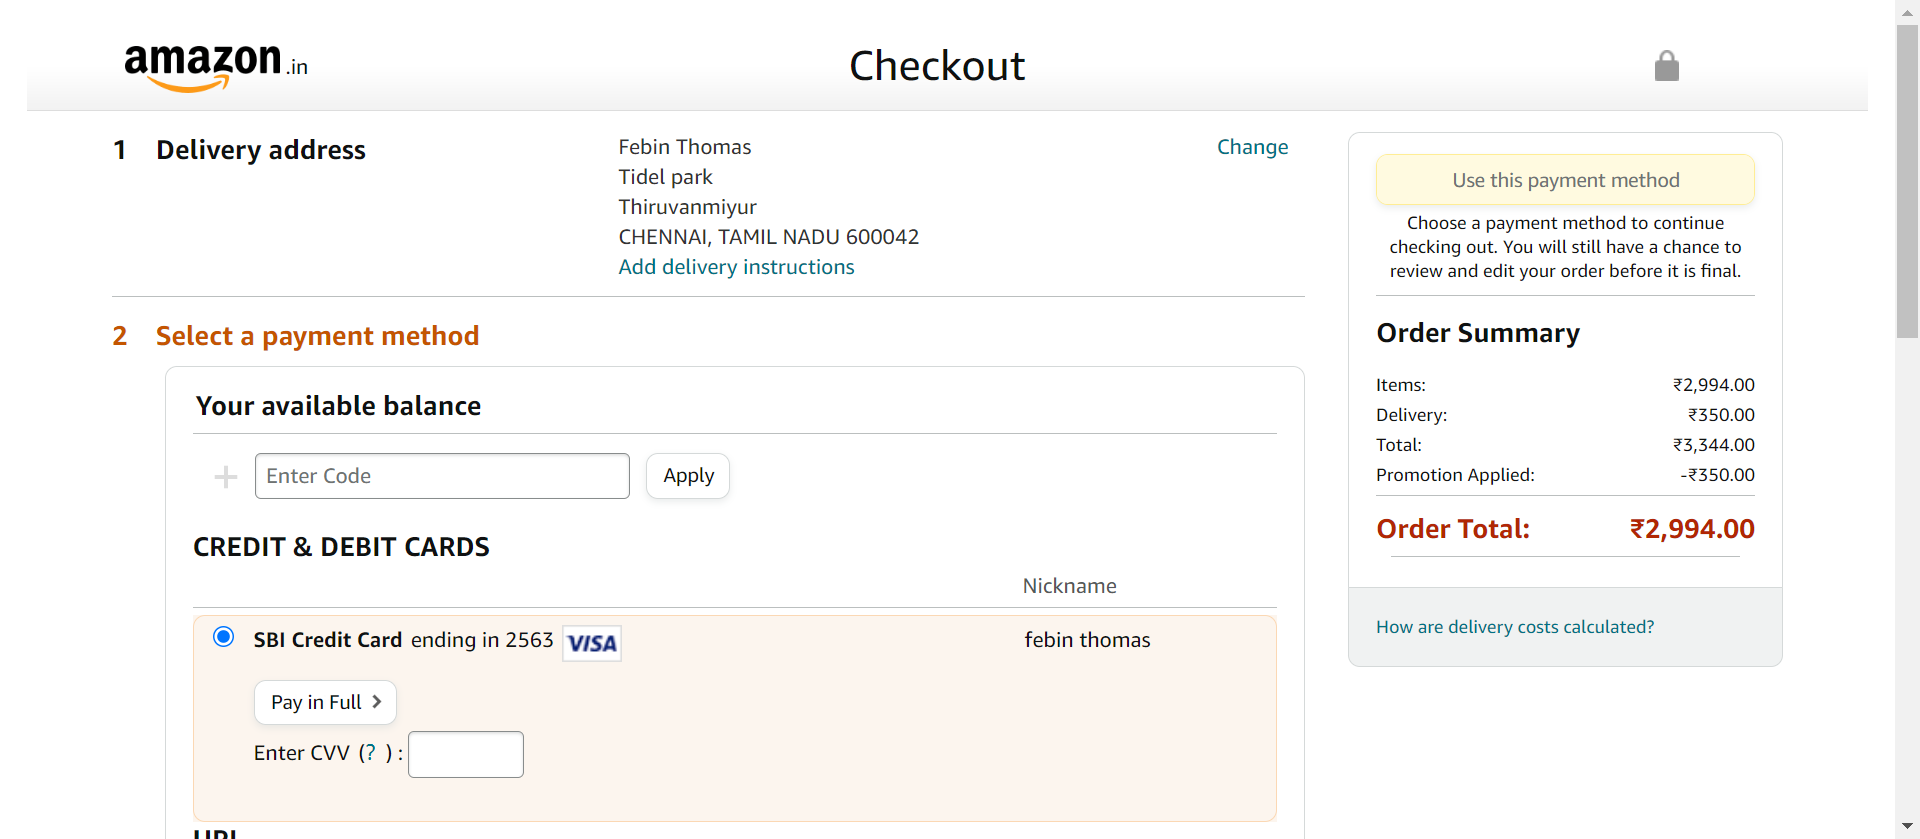 amazon.in
Checkout
1 Delivery address
Febin Thomas
Tidel park
Thiruvanmiyur
CHENNAI, TAMIL NADU 600042
Add delivery instructions
Change
2 Select a payment method
Your available balance
Enter Code
Apply
CREDIT & DEBIT CARDS
Nickname
SBI Credit Card ending in 2563 VISA febin thomas
Pay in Full
Enter CVV (? ) :
UPI
Use this payment method
Choose a payment method to continue
checking out. You will still have a chance to
review and edit your order before it is final.
Order Summary
Items: ₹2,994.00
Delivery: ₹350.00
Total: ₹3,344.00
Promotion Applied: -₹350.00
Order Total: ₹2,994.00
How are delivery costs calculated?